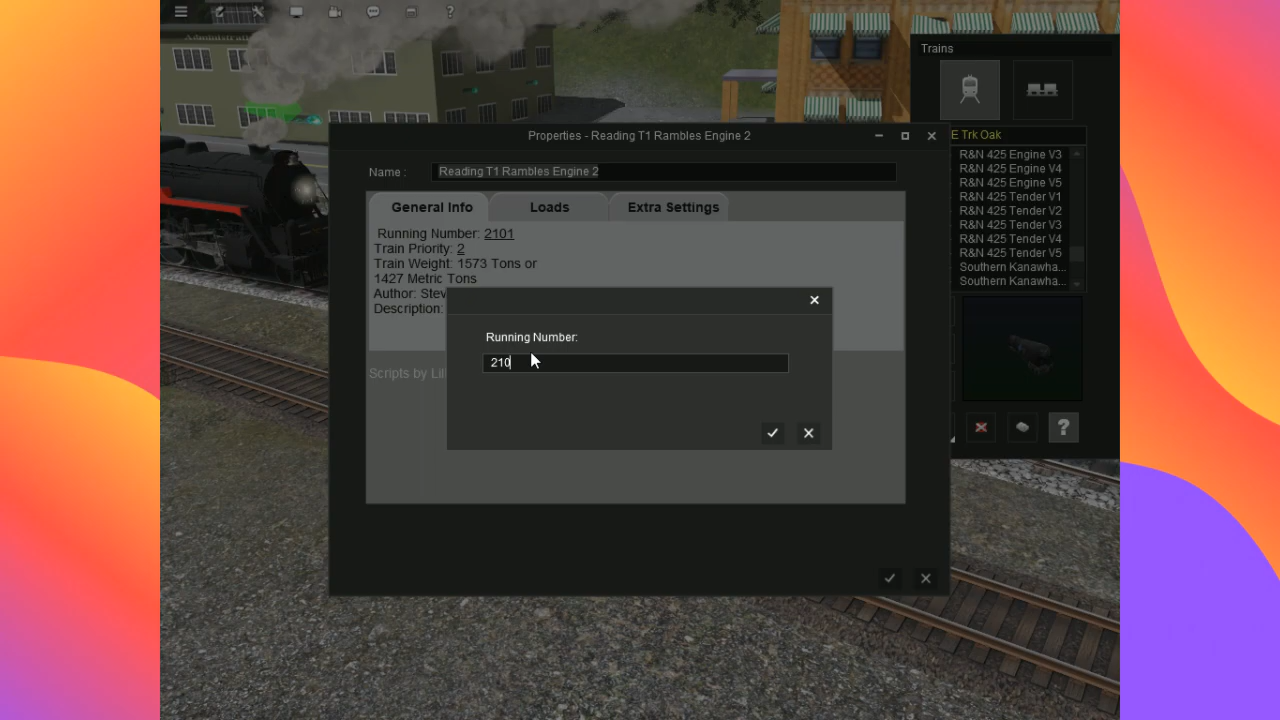 Administrati
Trains
Properties - Reading T1 Rambles Engine 2
E Trk Oak
R&N 425 Engine V3
R&N 425 Engine V4
R&N 425 Engine V5
R&N 425 Tender V1
R&N 425 Tender V2
R&N 425 Tender V3
R&N 425 Tender V4
R&N 425 Tender V5
Southern Kanawha...
Southern Kanawha...
Name :
Reading T1 Rambles Engine 2
General Info
Loads
Extra Settings
Running Number: 2101
Train Priority: 2
Train Weight: 1573 Tons or
1427 Metric Tons
Author: Stev
Description:
Scripts by Lil
Running Number:
210
?
?